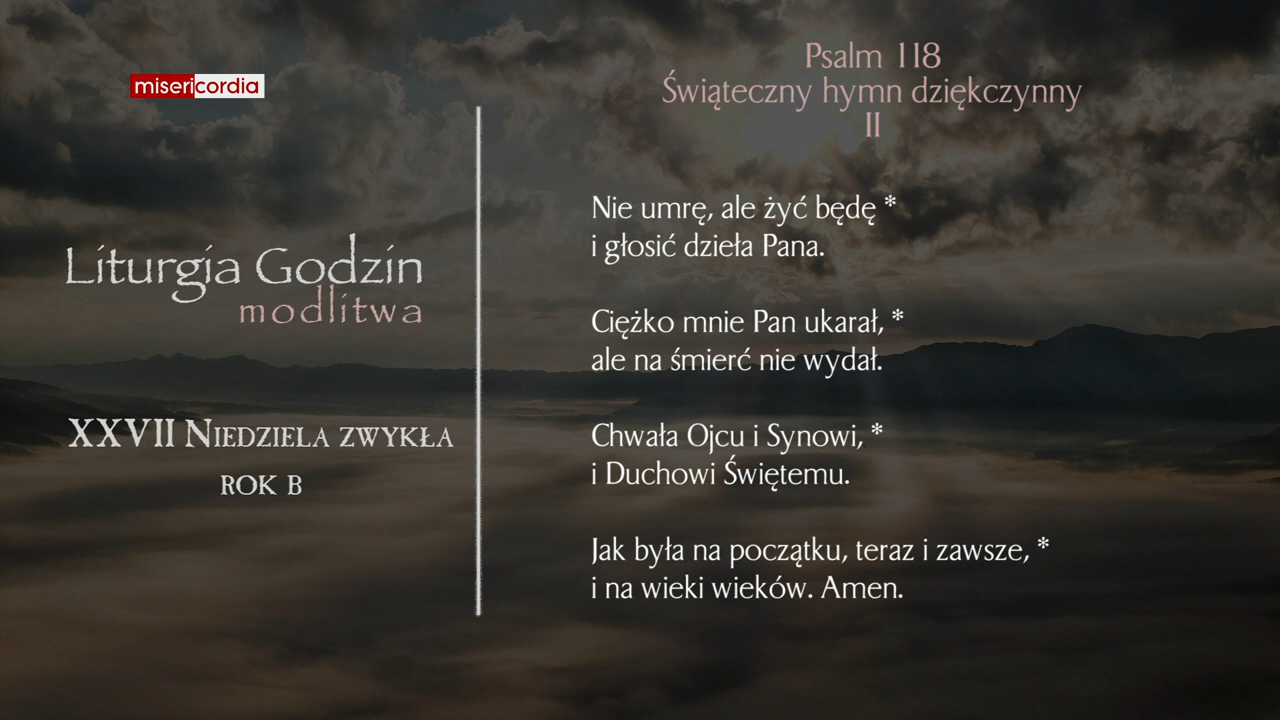 misericordia
Liturgia Godzin
modlitwa
XXVII Niedziela zwykła
rok B
Psalm 118
Świąteczny hymn dziękczynny
II
Nie umrę, ale żyć będę *
i głosić dzieła Pana.
Ciężko mnie Pan ukarał, *
ale na śmierć nie wydał.
Chwała Ojcu i Synowi, *
i Duchowi Świętemu.
Jak była na początku, teraz i zawsze, *
i na wieki wieków. Amen.